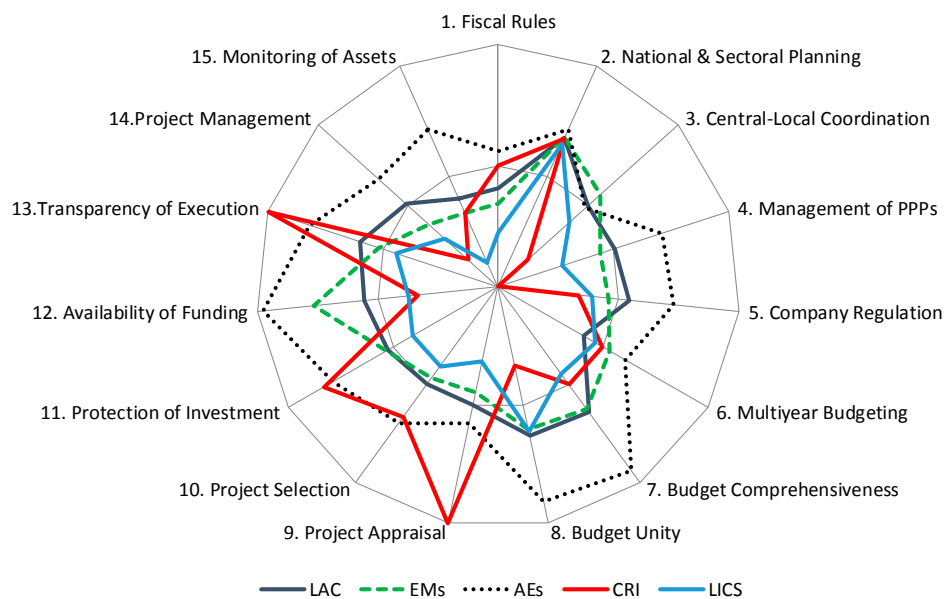 1. Fiscal Rules
2. National & Sectoral Planning
3. Central-Local Coordination
4. Management of PPPs
5. Company Regulation
6. Multiyear Budgeting
7. Budget Comprehensiveness
8. Budget Unity
9. Project Appraisal
10. Project Selection
11. Protection of Investment
12. Availability of Funding
13.Transparency of Execution
14.Project Management
15. Monitoring of Assets
LAC EMs AEs CRI LICS